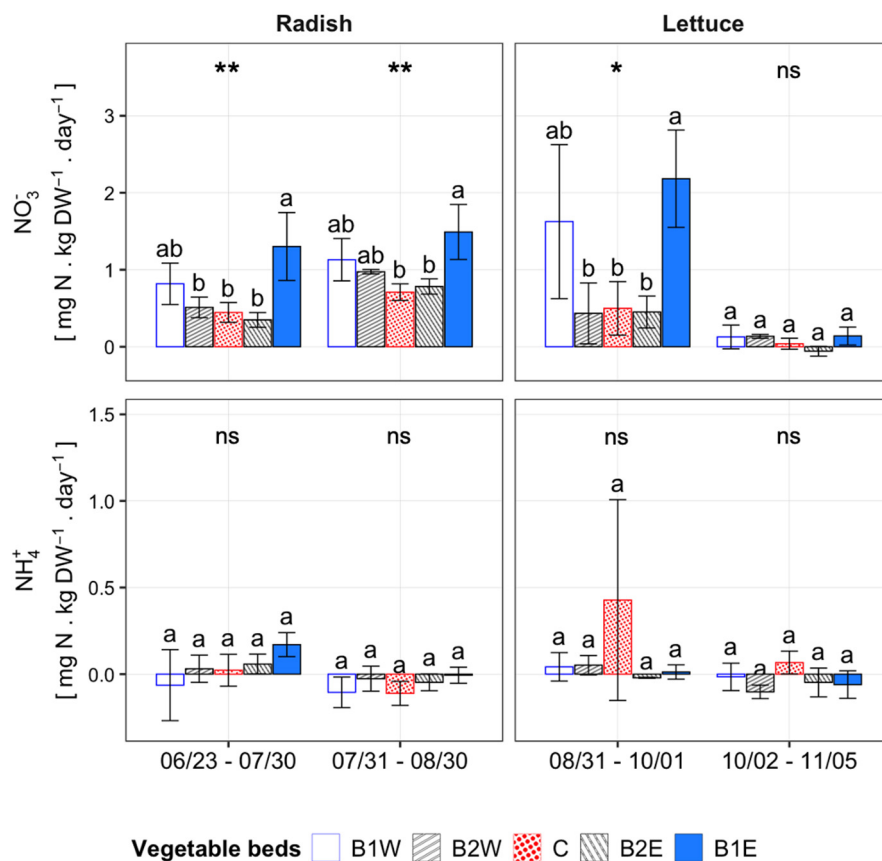 Radish Lettuce
** ** * ns
3
2
1
0
NO₃⁻
[ mg N . kg DW⁻¹ . day⁻¹ ]
ab b b b a ab ab b b a ab b b b a a a a a a
1.5
1.0
0.5
0.0
NH₄⁺
[ mg N . kg DW⁻¹ . day⁻¹ ]
ns ns ns ns
a a a a a a a a a a a a a a a a a a a a
06/23 - 07/30 07/31 - 08/30 08/31 - 10/01 10/02 - 11/05
Vegetable beds B1W B2W C B2E B1E